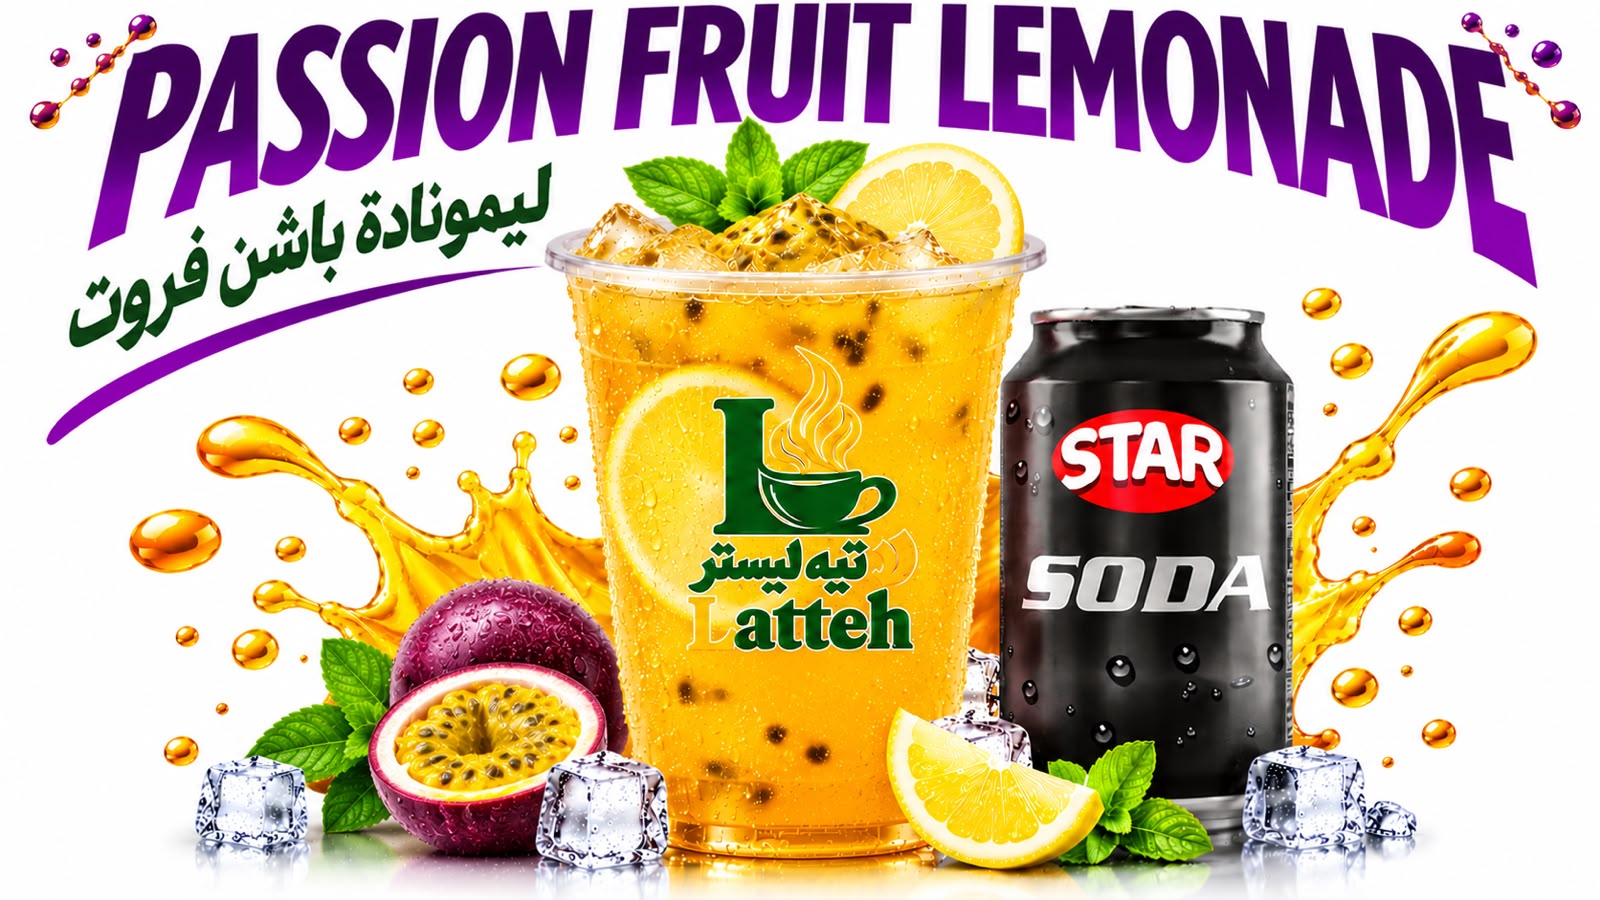 PASSION FRUIT LEMONADE
ليمونادة باشن فروت
تيه ليستر
Latteh
STAR
SODA